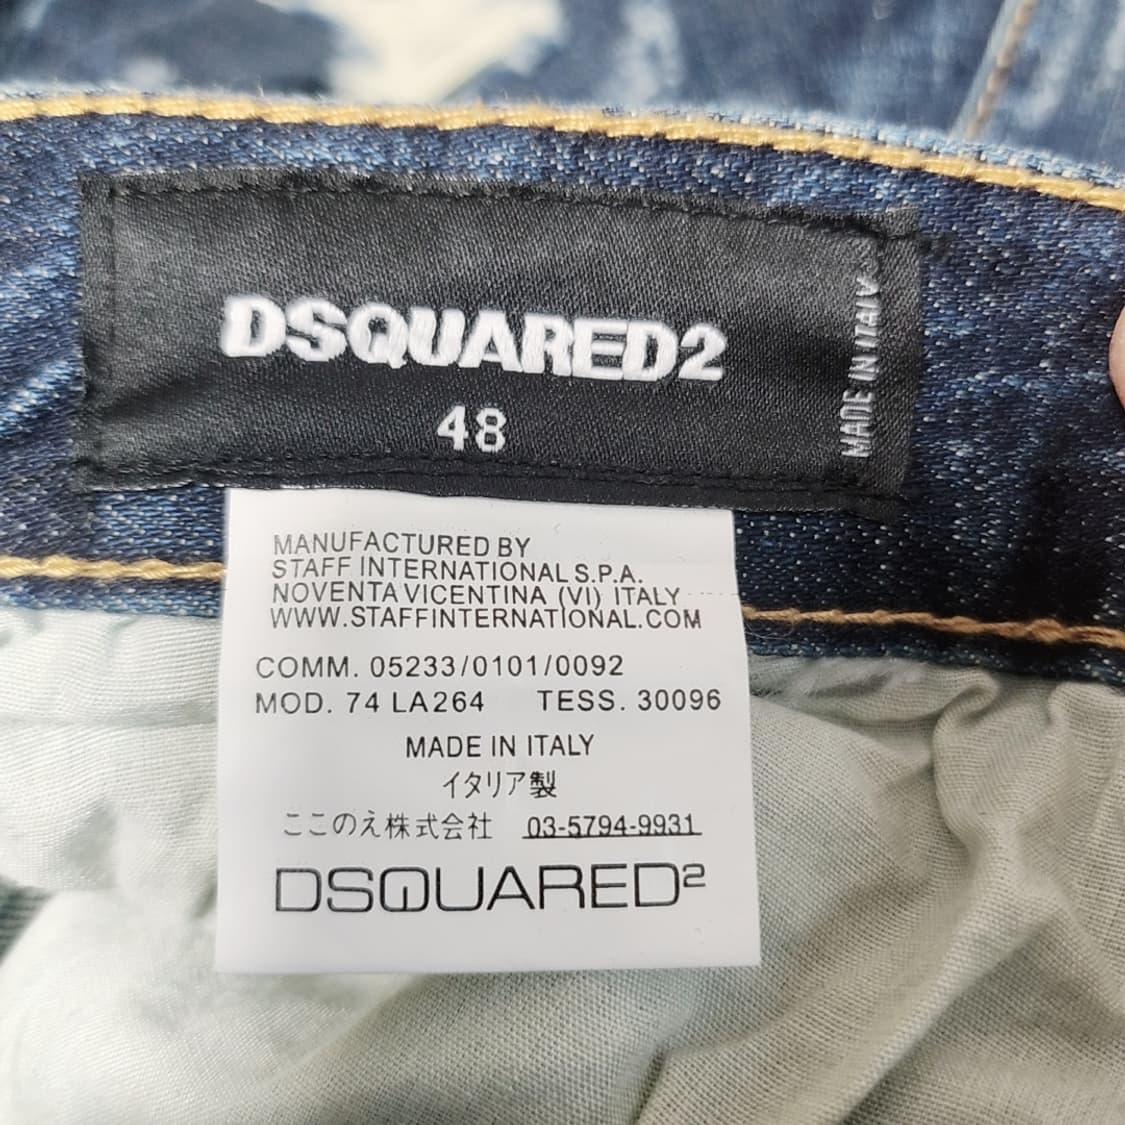 DSQUARED2
48
MADE IN ITALY
MANUFACTURED BY
STAFF INTERNATIONAL S.P.A.
NOVENTA VICENTINA (VI) ITALY
WWW.STAFFINTERNATIONAL.COM
COMM. 05233/0101/0092
MOD. 74 LA264 TESS. 30096
MADE IN ITALY
イタリア製
ここのえ株式会社 03-5794-9931
DSQUARED²